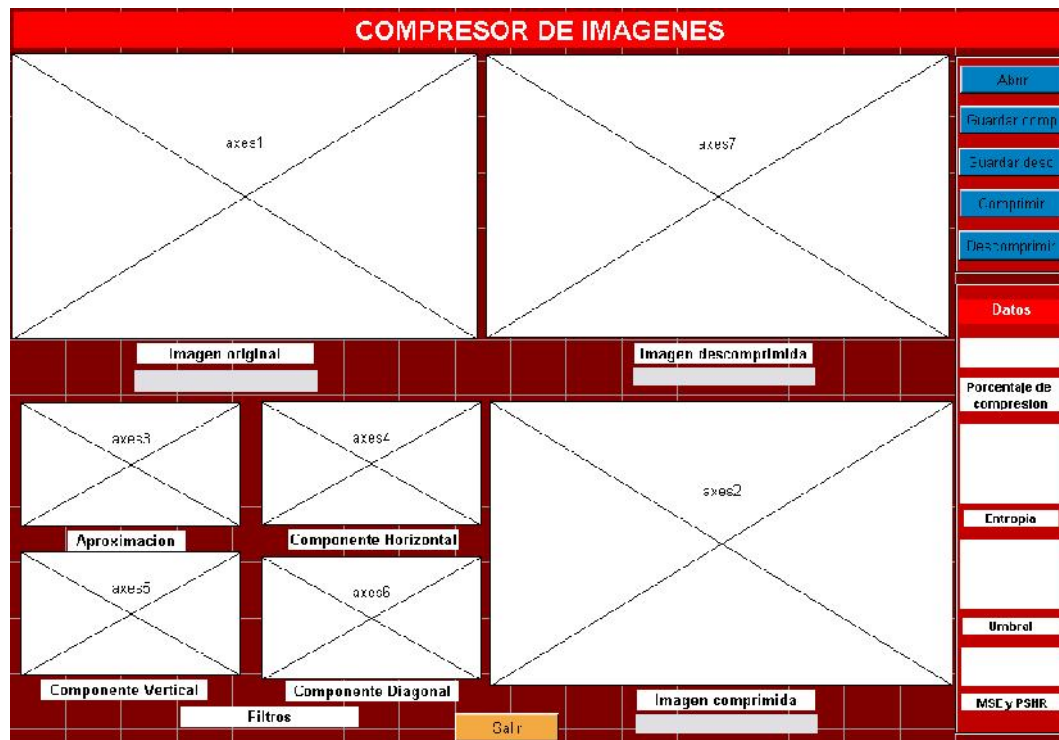 COMPRESOR DE IMAGENES
axes1
axes7
Abrir
Guardar comp
Guardar desc
Comprimir
Descomprimir
Datos
Imagen original
Imagen descomprimida
Porcentaje de
compresion
axes3
axes4
axes2
Aproximacion
Componente Horizontal
Entropia
axes5
axes6
Umbral
Componente Vertical
Componente Diagonal
Imagen comprimida
MSE y PSNR
Filtros
Salir